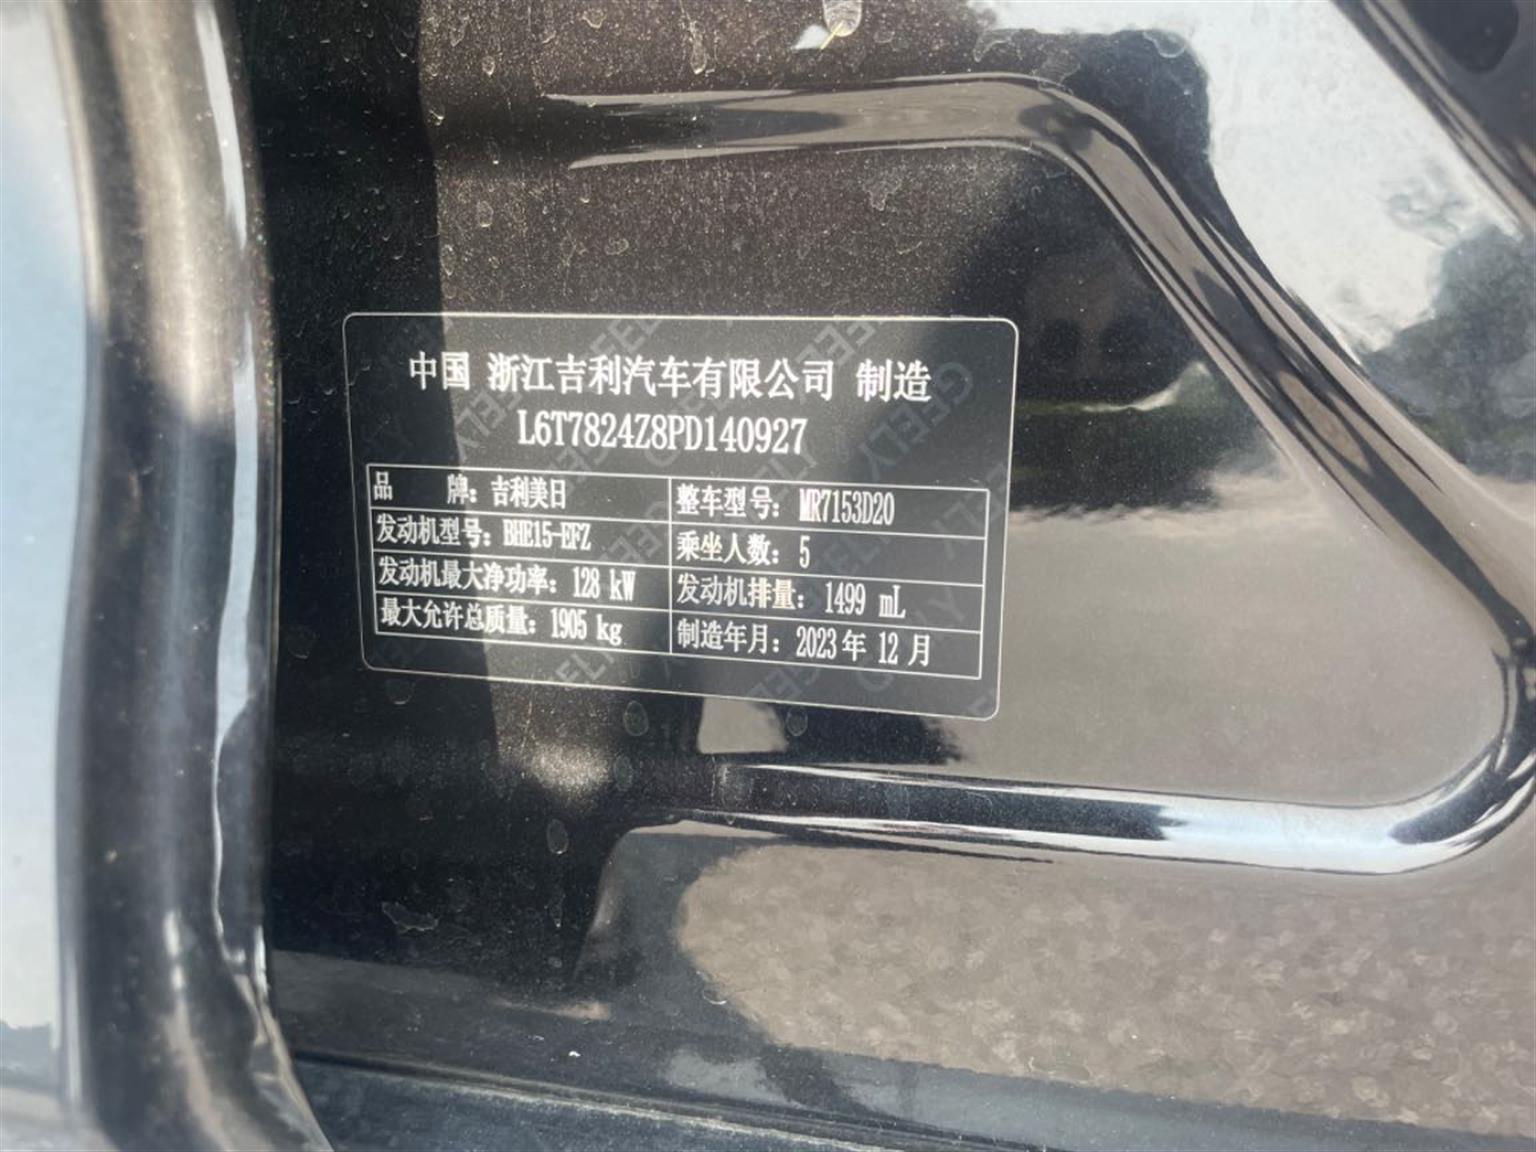 中国 浙江吉利汽车有限公司 制造
L6T7824Z8PD140927
品 牌：吉利美日 整车型号：MR7153D20
发动机型号：BHE15-EFZ 乘坐人数：5
发动机最大净功率：128 kW 发动机排量：1499 mL
最大允许总质量：1905 kg 制造年月：2023年 12月